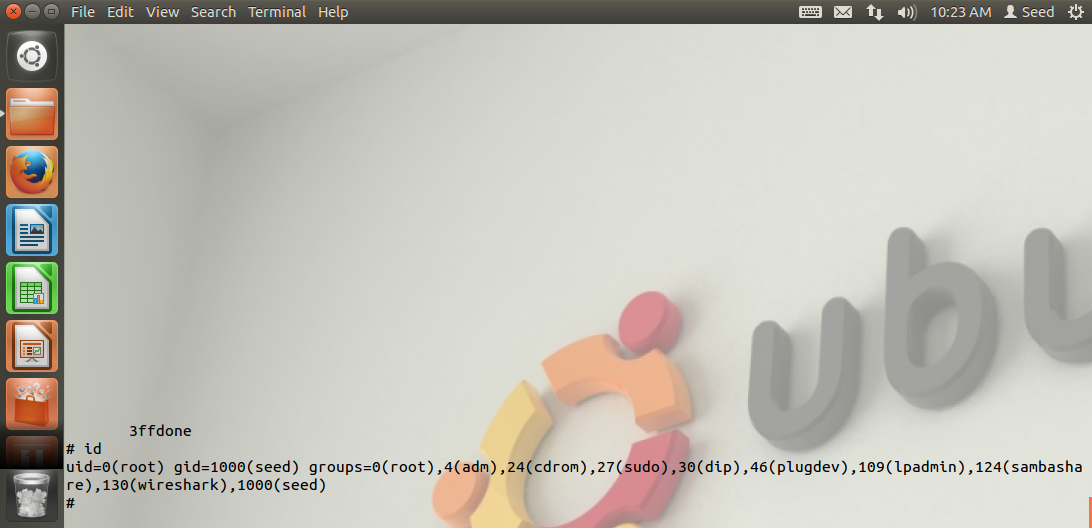 File Edit View Search Terminal Help 10:23 AM Seed
ubu
3ffdone
# id
uid=0(root) gid=1000(seed) groups=0(root),4(adm),24(cdrom),27(sudo),30(dip),46(plugdev),109(lpadmin),124(sambasha
re),130(wireshark),1000(seed)
#